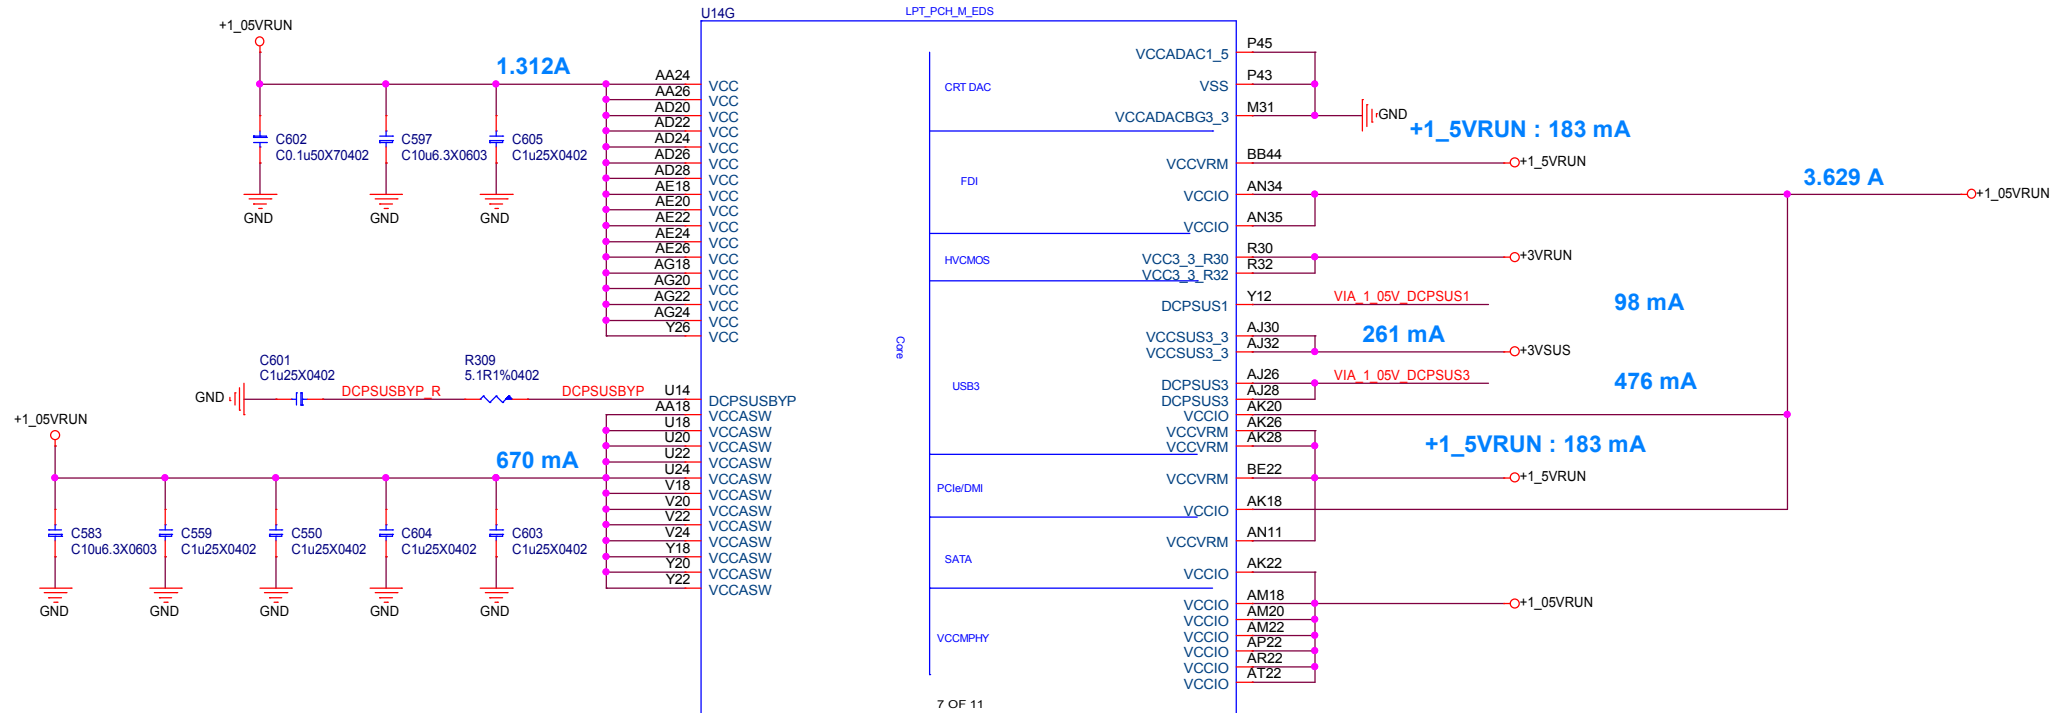 U14G
LPT_PCH_M_EDS
+1_05VRUN
1.312A
C602
C0.1u50X70402
C597
C10u6.3X0603
C605
C1u25X0402
GND
GND
GND
AA24 VCC
AA26 VCC
AD20 VCC
AD22 VCC
AD24 VCC
AD26 VCC
AD28 VCC
AE18 VCC
AE20 VCC
AE22 VCC
AE24 VCC
AE26 VCC
AG18 VCC
AG20 VCC
AG22 VCC
AG24 VCC
Y26 VCC
C601
C1u25X0402
R309
5.1R1%0402
GND
DCPSUSBYP_R
DCPSUSBYP
U14 DCPSUSBYP
AA18 VCCASW
U18 VCCASW
U20 VCCASW
U22 VCCASW
U24 VCCASW
V18 VCCASW
V20 VCCASW
V22 VCCASW
V24 VCCASW
Y18 VCCASW
Y20 VCCASW
Y22 VCCASW
+1_05VRUN
670 mA
C583
C10u6.3X0603
C559
C1u25X0402
C550
C1u25X0402
C604
C1u25X0402
C603
C1u25X0402
GND
GND
GND
GND
GND
Core
CRT DAC
FDI
HVCMOS
USB3
PCIe/DMI
SATA
VCCMPHY
7 OF 11
VCCADAC1_5 P45
VSS P43
VCCADACBG3_3 M31
GND
+1_5VRUN : 183 mA
VCCVRM BB44
+1_5VRUN
VCCIO AN34
3.629 A
+1_05VRUN
VCCIO AN35
VCC3_3_R30 R30
+3VRUN
VCC3_3_R32 R32
DCPSUS1 Y12
VIA_1_05V_DCPSUS1
98 mA
VCCSUS3_3 AJ30
261 mA
VCCSUS3_3 AJ32
+3VSUS
DCPSUS3 AJ26
VIA_1_05V_DCPSUS3
476 mA
DCPSUS3 AJ28
VCCIO AK20
VCCVRM AK26
VCCVRM AK28
+1_5VRUN : 183 mA
VCCVRM BE22
+1_5VRUN
VCCIO AK18
VCCVRM AN11
VCCIO AK22
VCCIO AM18
+1_05VRUN
VCCIO AM20
VCCIO AM22
VCCIO AP22
VCCIO AR22
VCCIO AT22